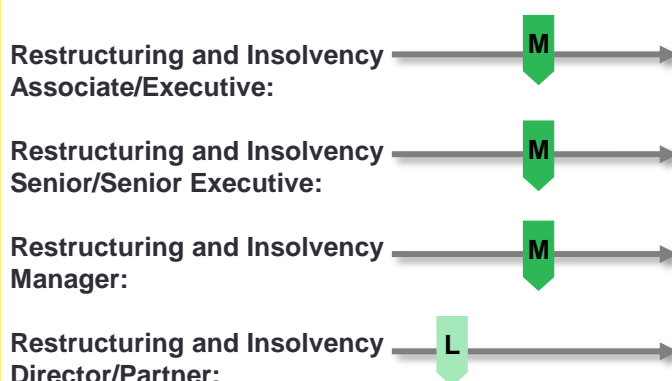 Restructuring and Insolvency
Associate/Executive:
M
Restructuring and Insolvency
Senior/Senior Executive:
M
Restructuring and Insolvency
Manager:
M
Restructuring and Insolvency
Director/Partner:
L